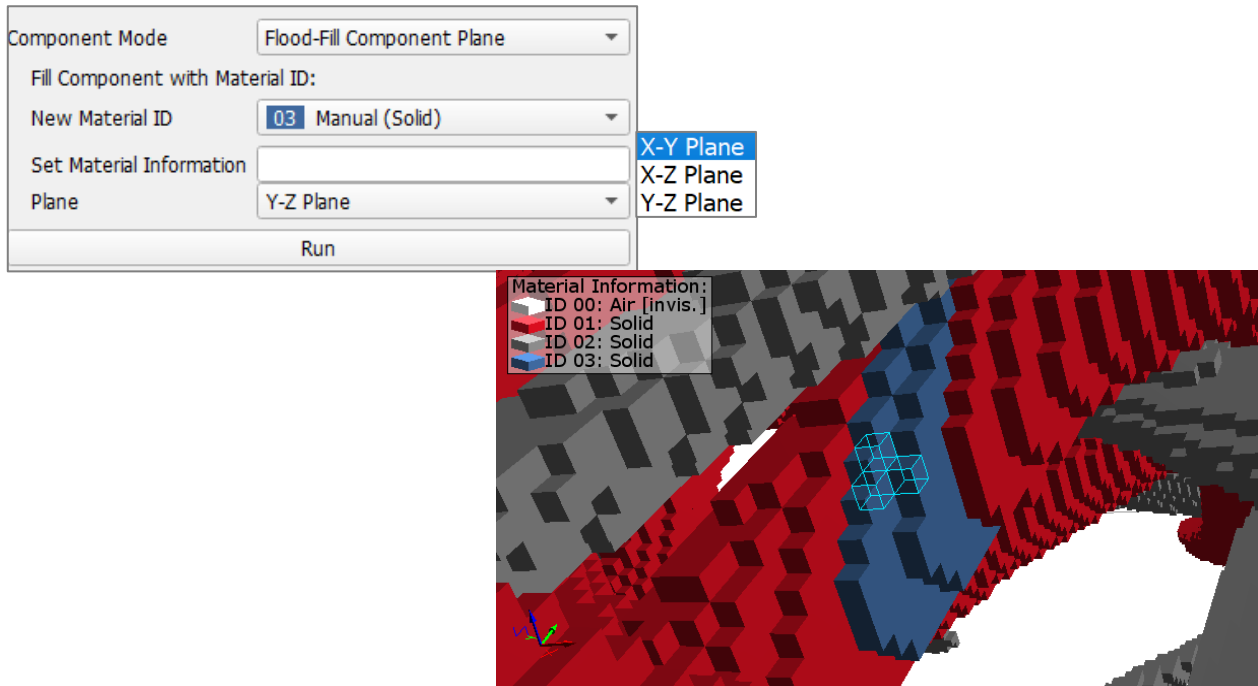 Component Mode Flood-Fill Component Plane
Fill Component with Material ID:
New Material ID 03 Manual (Solid)
Set Material Information
Plane Y-Z Plane
Run
X-Y Plane
X-Z Plane
Y-Z Plane
Material Information:
ID 00: Air [invis.]
ID 01: Solid
ID 02: Solid
ID 03: Solid